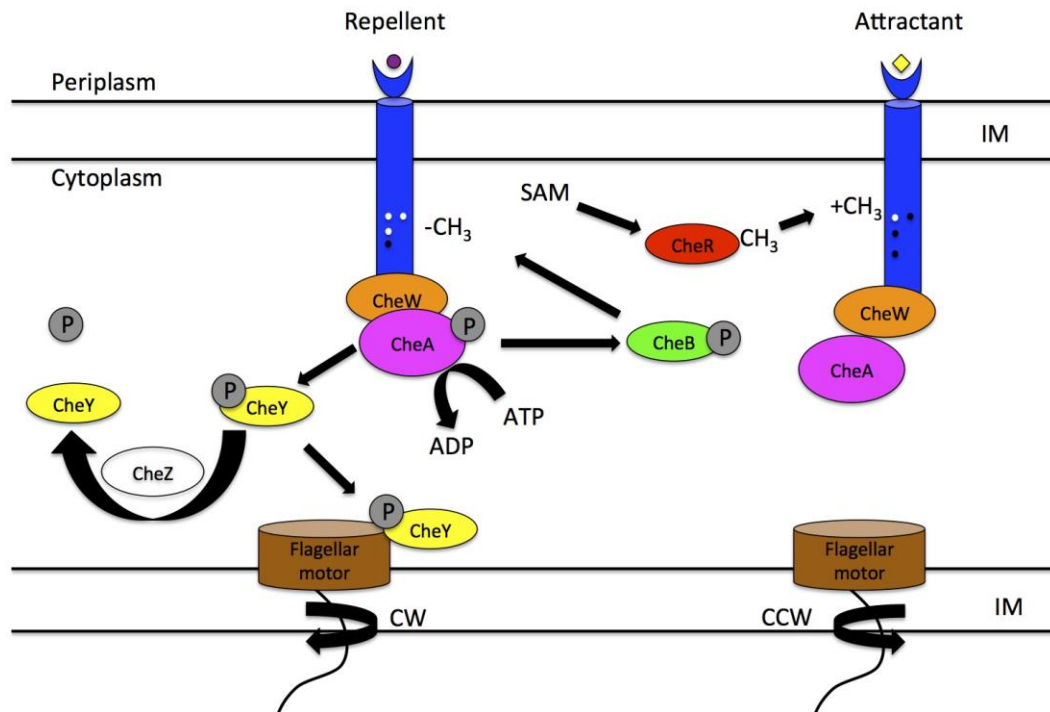 Repellent
Attractant
Periplasm
IM
Cytoplasm
SAM
+CH3
-CH3
CheR
CH3
CheW
CheW
P
P
CheA
CheB
P
CheA
CheY
P
CheY
ATP
ADP
CheZ
P
CheY
Flagellar
motor
Flagellar
motor
CW
CCW
IM